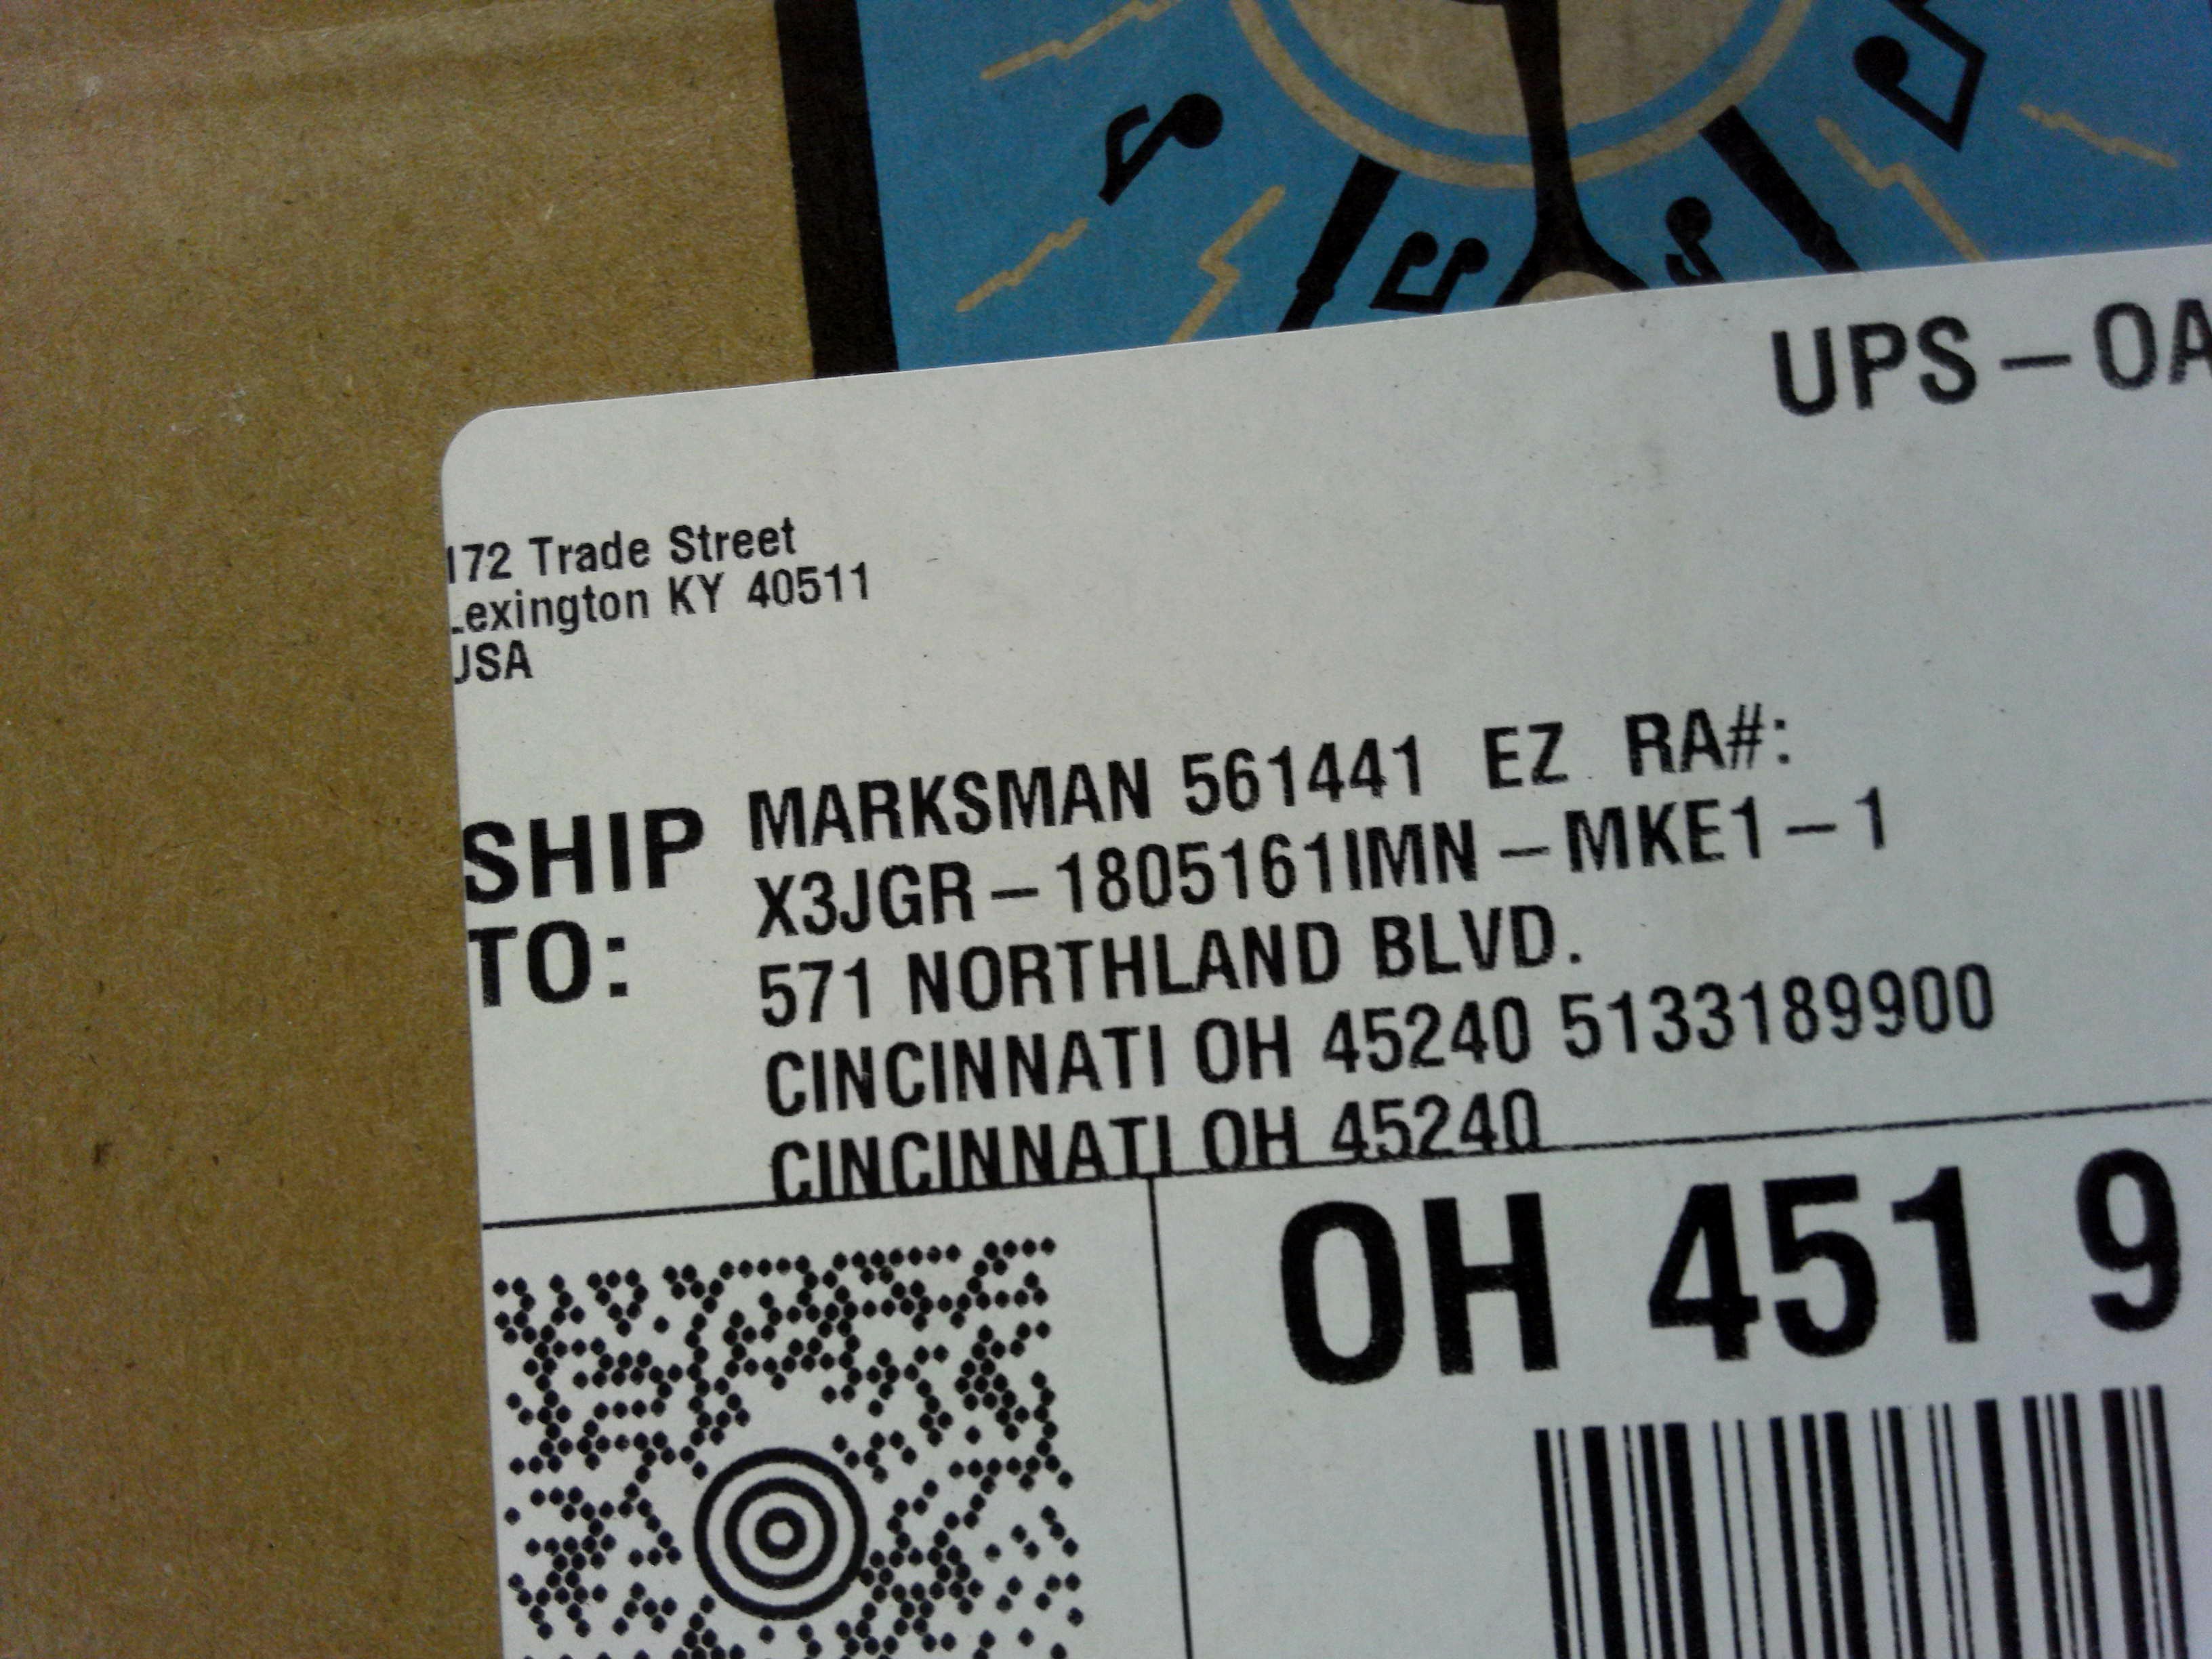 UPS – OA
172 Trade Street
Lexington KY 40511
USA
SHIP TO:
MARKSMAN 561441 EZ RA#:
X3JGR – 1805161IMN – MKE1 – 1
571 NORTHLAND BLVD.
CINCINNATI OH 45240 5133189900
CINCINNATI OH 45240
OH 451 9